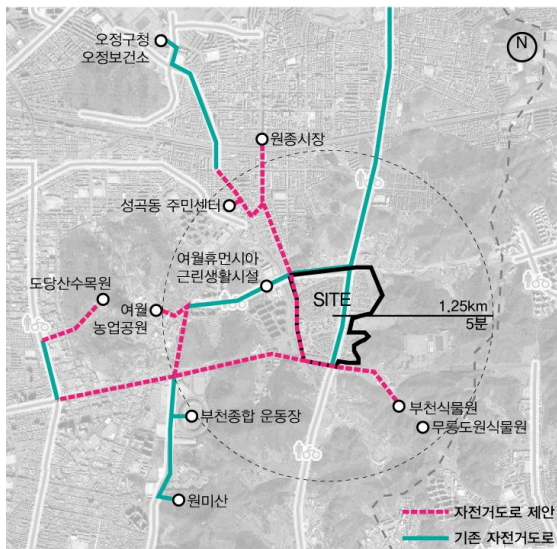 오정구청
오정보건소
N
원종시장
성곡동 주민센터
여월휴먼시아
근린생활시설
도당산수목원
여월
농업공원
SITE
1.25km
5분
부천종합 운동장
부천식물원
무릉도원식물원
원미산
자전거도로 제안
기존 자전거도로